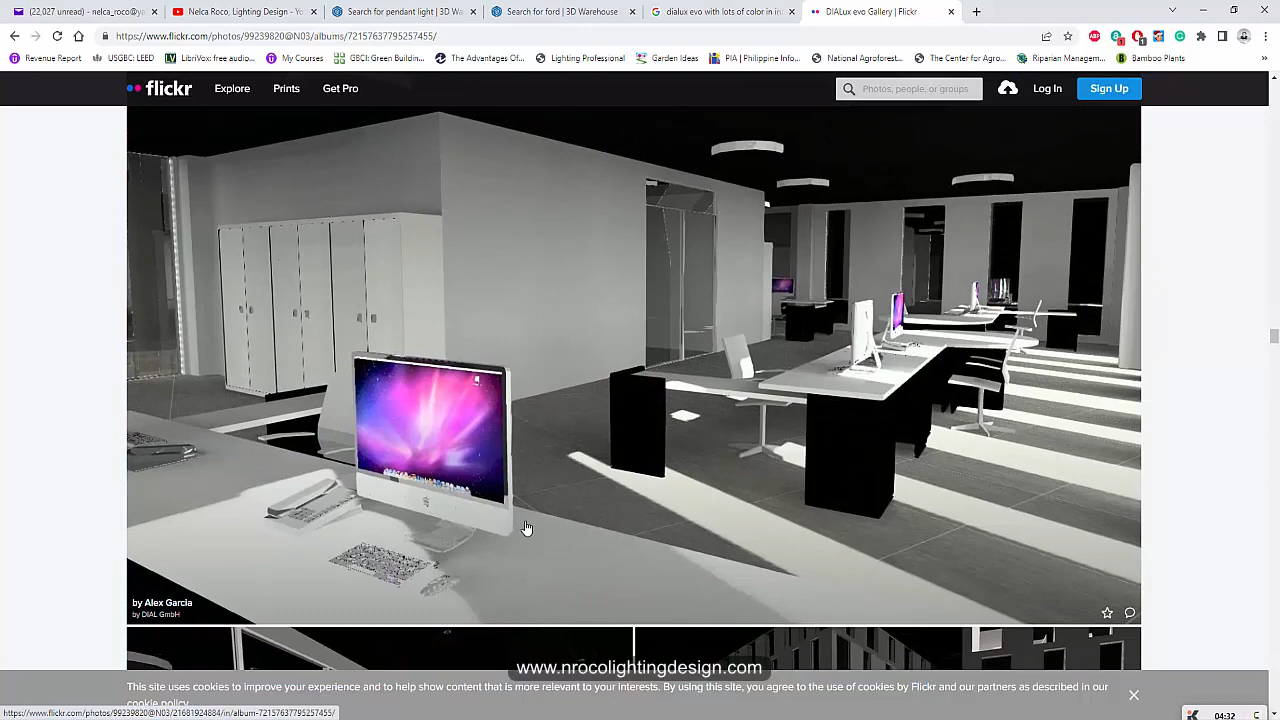 (22,027 unread) - nelca_roco@ya
Nelca Roco, Lighting Design - Yo
Search for pendant light | 3D Wa
Search for ford | 3D Warehouse
dialux evo with lots of color in int
DIALux evo Gallery | Flickr
https://www.flickr.com/photos/99239820@N03/albums/72157637795257455/
Revenue Report
USGBC: LEED
LibriVox: free audio...
My Courses
GBCI: Green Building...
The Advantages Of...
Lighting Professional
Garden Ideas
PIA | Philippine Info...
National Agroforest...
The Center for Agro...
Riparian Managem...
Bamboo Plants
»
flickr
Explore
Prints
Get Pro
Photos, people, or groups
Log In
Sign Up
by Alex Garcia
by DIAL GmbH
www.nrocolightingdesign.com
This site uses cookies to improve your experience and to help show content that is more relevant to your interests. By using this site, you agree to the use of cookies by Flickr and our partners as described in our
cookie policy.
https://www.flickr.com/photos/99239820@N03/21681924884/in/album-72157637795257455/
04:32